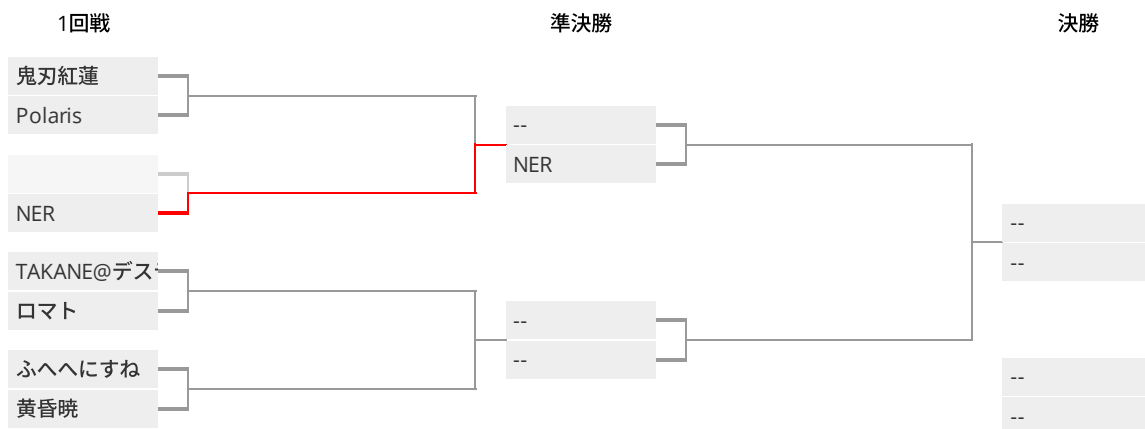 1回戦
準決勝
決勝
鬼刃紅蓮
Polaris
NER
TAKANE@デス
ロマト
ふへへにすね
黄昏暁
--
NER
--
--
--
--
--
--